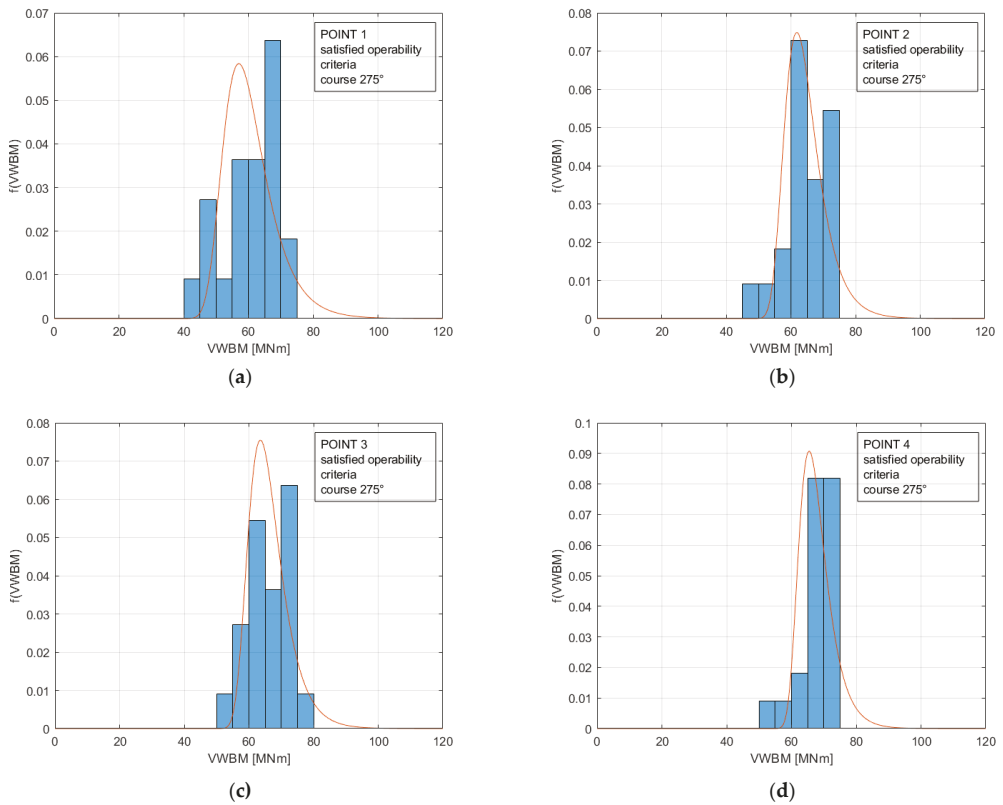 0.07
0.06
0.05
0.04
0.03
0.02
0.01
0
f(VWBM)
POINT 1
satisfied operability
criteria
course 275°
0 20 40 60 80 100 120
VWBM [MNm]
(a)
0.08
0.07
0.06
0.05
0.04
0.03
0.02
0.01
0
f(VWBM)
POINT 2
satisfied operability
criteria
course 275°
0 20 40 60 80 100 120
VWBM [MNm]
(b)
0.08
0.07
0.06
0.05
0.04
0.03
0.02
0.01
0
f(VWBM)
POINT 3
satisfied operability
criteria
course 275°
0 20 40 60 80 100 120
VWBM [MNm]
(c)
0.1
0.09
0.08
0.07
0.06
0.05
0.04
0.03
0.02
0.01
0
f(VWBM)
POINT 4
satisfied operability
criteria
course 275°
0 20 40 60 80 100 120
VWBM [MNm]
(d)